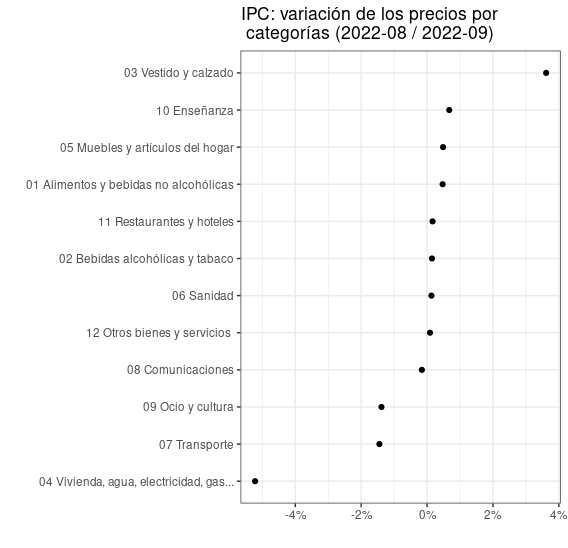 IPC: variación de los precios por
categorías (2022-08 / 2022-09)
03 Vestido y calzado
10 Enseñanza
05 Muebles y artículos del hogar
01 Alimentos y bebidas no alcohólicas
11 Restaurantes y hoteles
02 Bebidas alcohólicas y tabaco
06 Sanidad
12 Otros bienes y servicios
08 Comunicaciones
09 Ocio y cultura
07 Transporte
04 Vivienda, agua, electricidad, gas...
-4% -2% 0% 2% 4%